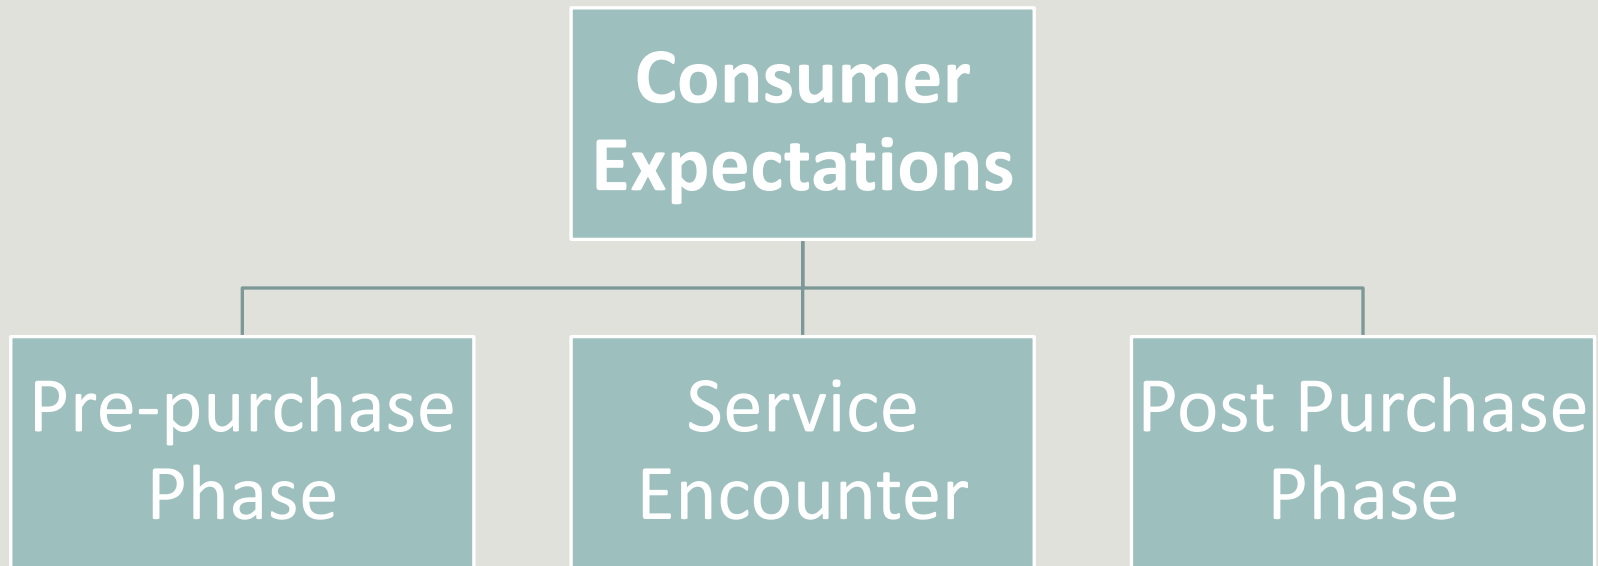 Consumer
Expectations
Pre-purchase
Phase
Service
Encounter
Post Purchase
Phase